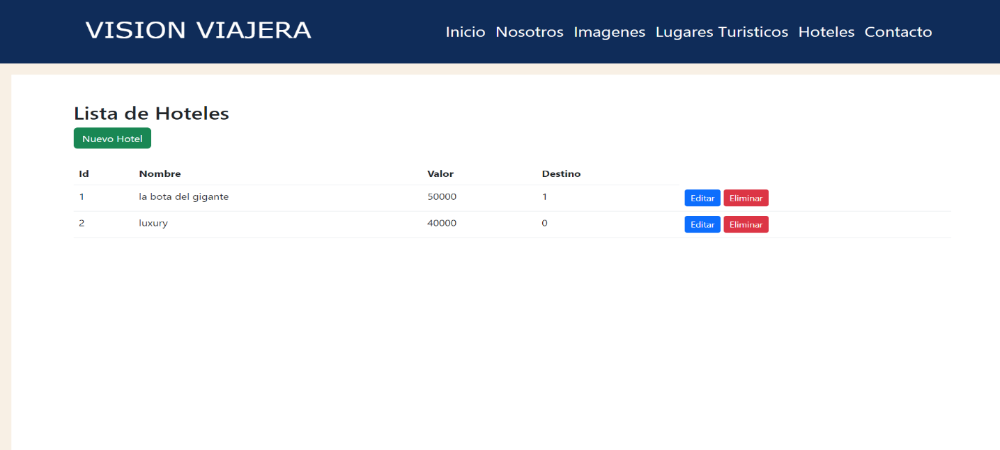 VISION VIAJERA Inicio Nosotros Imagenes Lugares Turisticos Hoteles Contacto
Lista de Hoteles
Nuevo Hotel
Id Nombre Valor Destino
1 la bota del gigante 50000 1 Editar Eliminar
2 luxury 40000 0 Editar Eliminar